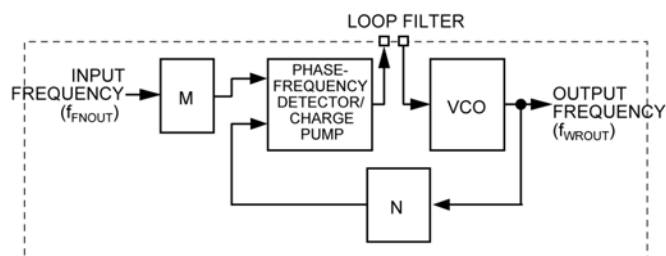 LOOP FILTER
INPUT
FREQUENCY
(fFNOUT)
M
PHASE-
FREQUENCY
DETECTOR/
CHARGE
PUMP
VCO
OUTPUT
FREQUENCY
(fWROUT)
N